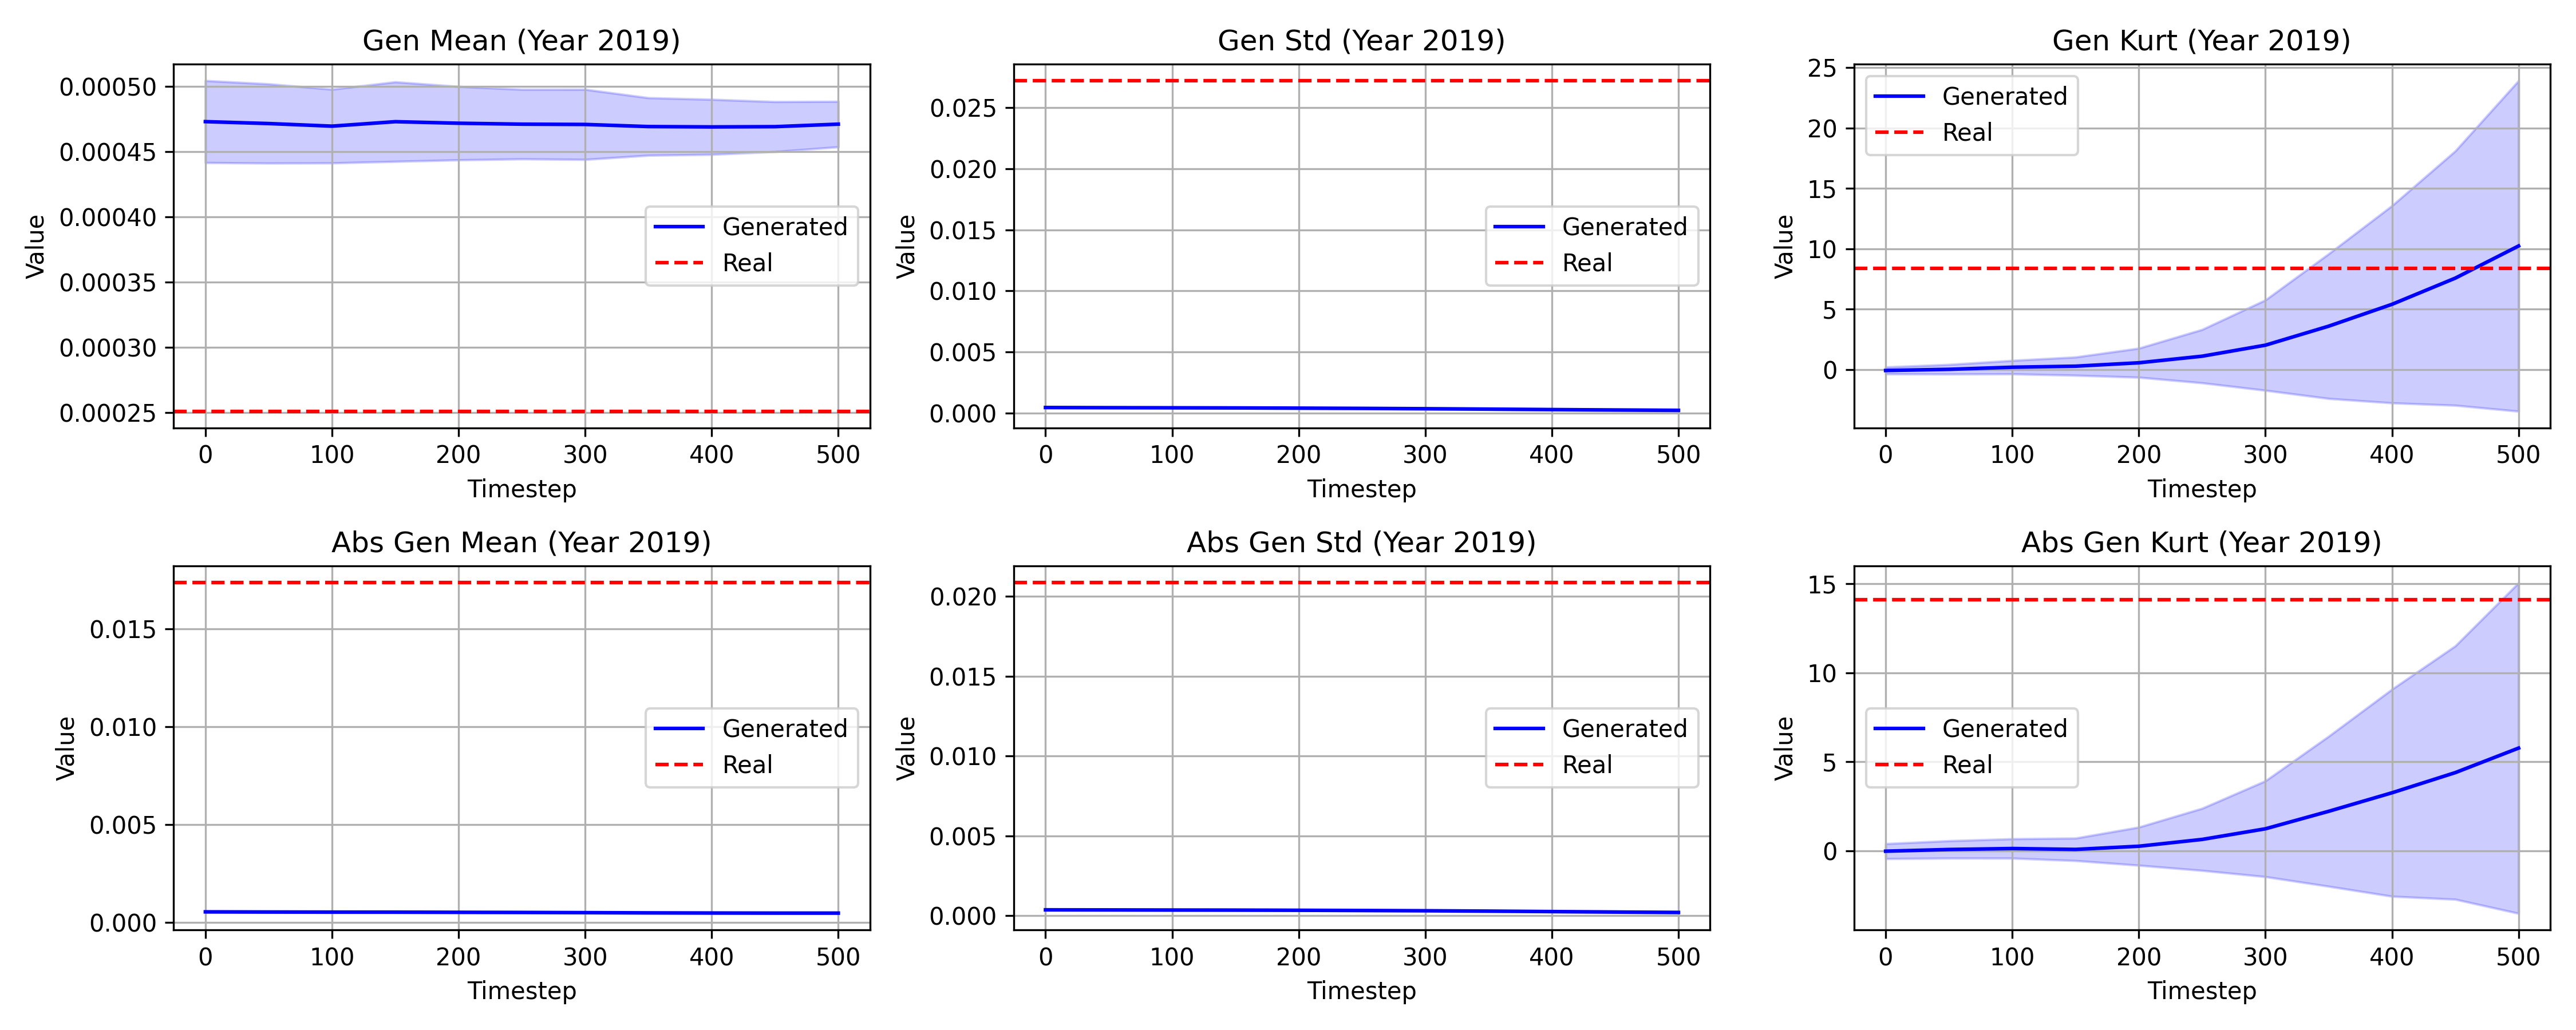 Gen Mean (Year 2019)
0.00050
0.00045
0.00040
0.00035
0.00030
0.00025
Value
0 100 200 300 400 500
Timestep
Generated
Real
Gen Std (Year 2019)
0.025
0.020
0.015
0.010
0.005
0.000
Value
0 100 200 300 400 500
Timestep
Generated
Real
Gen Kurt (Year 2019)
25
20
15
10
5
0
Value
0 100 200 300 400 500
Timestep
Generated
Real
Abs Gen Mean (Year 2019)
0.015
0.010
0.005
0.000
Value
0 100 200 300 400 500
Timestep
Generated
Real
Abs Gen Std (Year 2019)
0.020
0.015
0.010
0.005
0.000
Value
0 100 200 300 400 500
Timestep
Generated
Real
Abs Gen Kurt (Year 2019)
15
10
5
0
Value
0 100 200 300 400 500
Timestep
Generated
Real